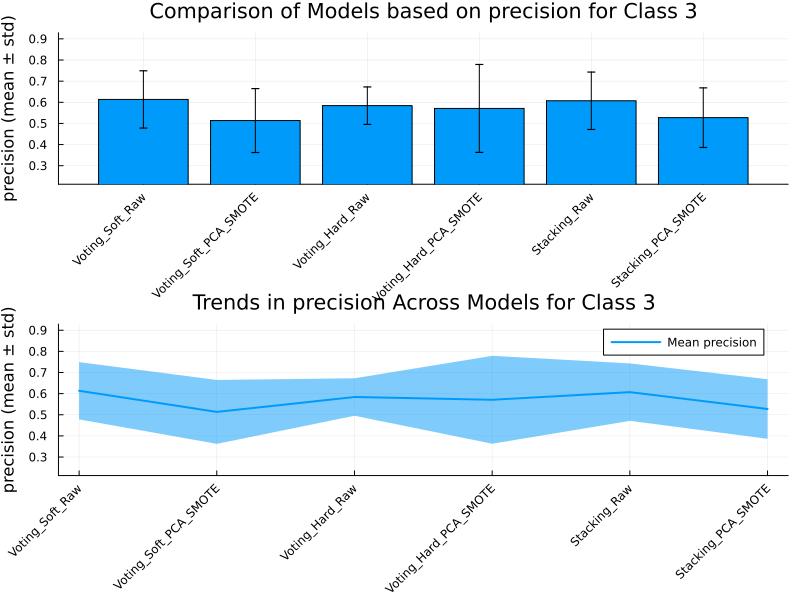 Comparison of Models based on precision for Class 3
precision (mean ± std)
0.9
0.8
0.7
0.6
0.5
0.4
0.3
Voting_Soft_Raw
Voting_Soft_PCA_SMOTE
Voting_Hard_Raw
Voting_Hard_PCA_SMOTE
Stacking_Raw
Stacking_PCA_SMOTE
Trends in precision Across Models for Class 3
precision (mean ± std)
0.9
0.8
0.7
0.6
0.5
0.4
0.3
Mean precision
Voting_Soft_Raw
Voting_Soft_PCA_SMOTE
Voting_Hard_Raw
Voting_Hard_PCA_SMOTE
Stacking_Raw
Stacking_PCA_SMOTE